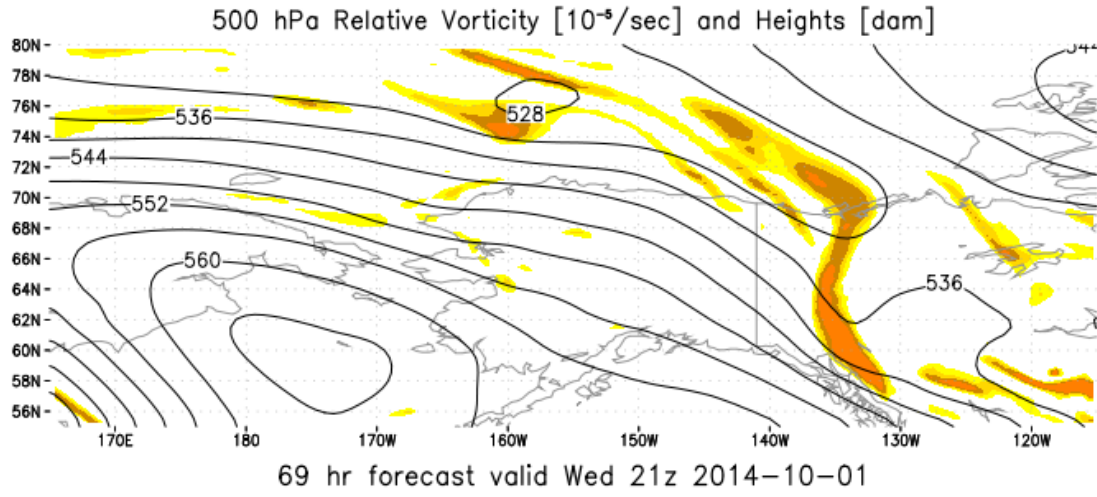 500 hPa Relative Vorticity [10⁻⁵/sec] and Heights [dam]
80N
78N
76N
74N
72N
70N
68N
66N
64N
62N
60N
58N
56N
544
528
536
544
552
560
536
170E
180
170W
160W
150W
140W
130W
120W
69 hr forecast valid Wed 21z 2014-10-01